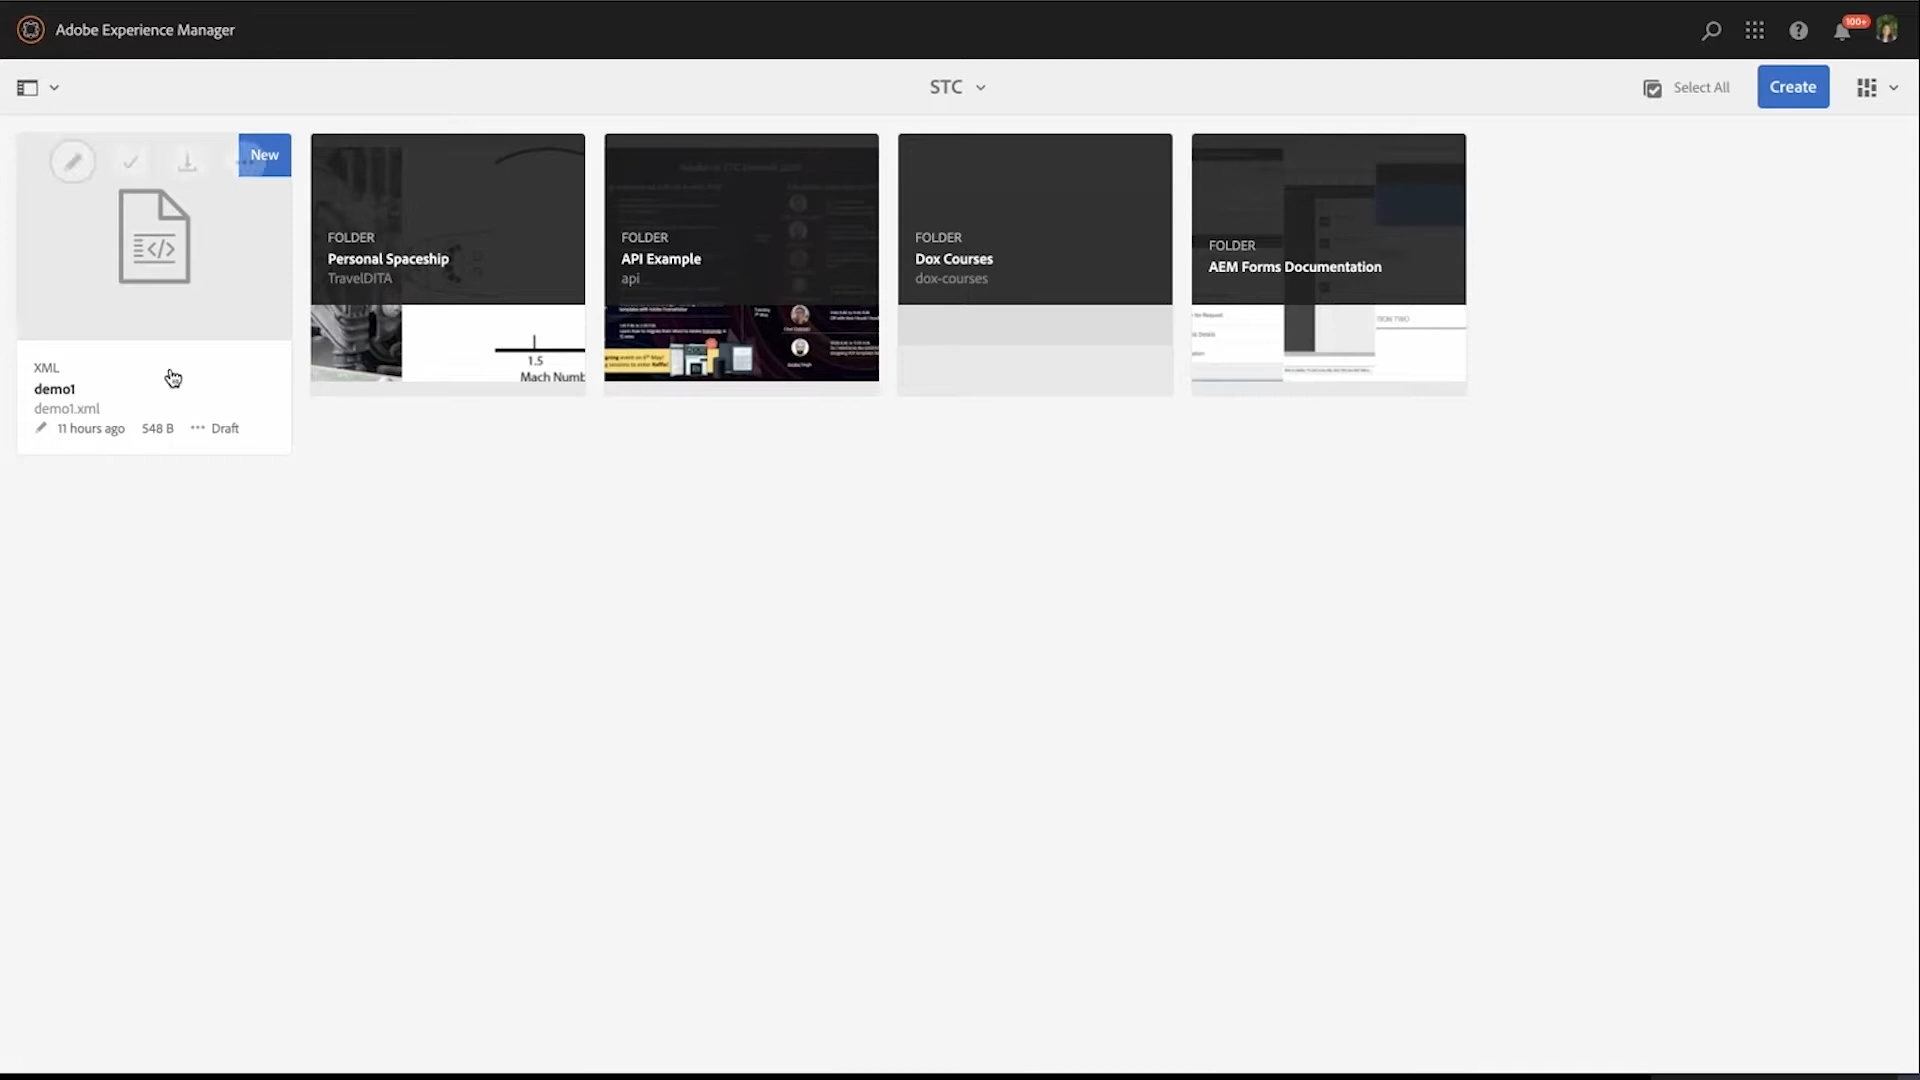 Adobe Experience Manager
100+
STC
Select All
Create
New
XML
demo1
demo1.xml
11 hours ago 548 B ··· Draft
FOLDER
Personal Spaceship
TravelDITA
1.5
Mach Numb
FOLDER
API Example
api
FOLDER
Dox Courses
dox-courses
FOLDER
AEM Forms Documentation